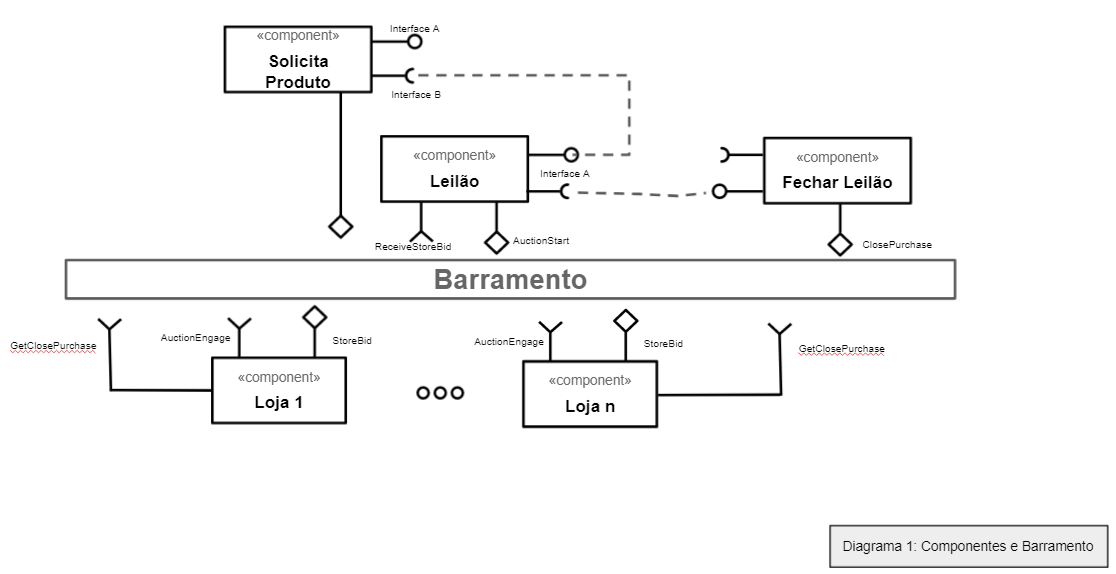 Interface A
«component»
Solicita
Produto
Interface B
«component»
Leilão
Interface A
«component»
Fechar Leilão
ReceiveStoreBid
AuctionStart
ClosePurchase
Barramento
GetClosePurchase
AuctionEngage
StoreBid
AuctionEngage
StoreBid
GetClosePurchase
«component»
Loja 1
«component»
Loja n
Diagrama 1: Componentes e Barramento